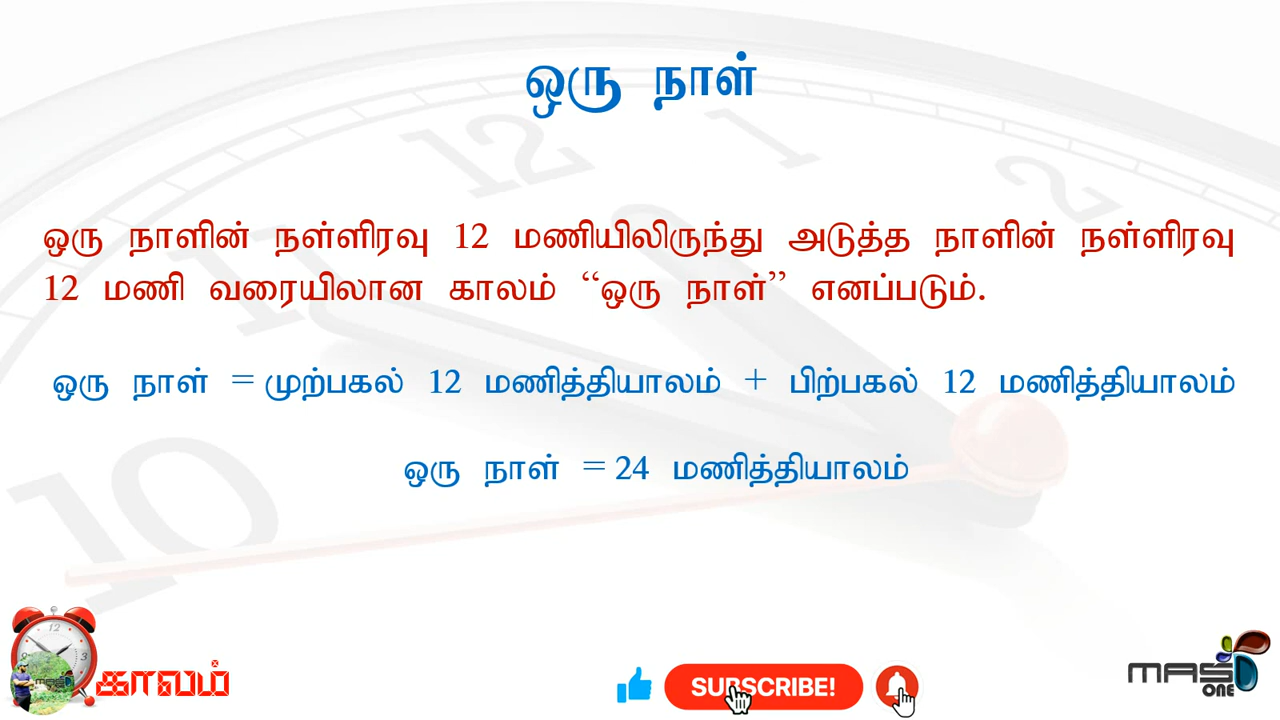 ஒரு நாள்
ஒரு நாளின் நள்ளிரவு 12 மணியிலிருந்து அடுத்த நாளின் நள்ளிரவு
12 மணி வரையிலான காலம் “ஒரு நாள்” எனப்படும்.
ஒரு நாள் = முற்பகல் 12 மணித்தியாலம் + பிற்பகல் 12 மணித்தியாலம்
ஒரு நாள் = 24 மணித்தியாலம்
காலம்
SUBSCRIBE!
MAS
ONE